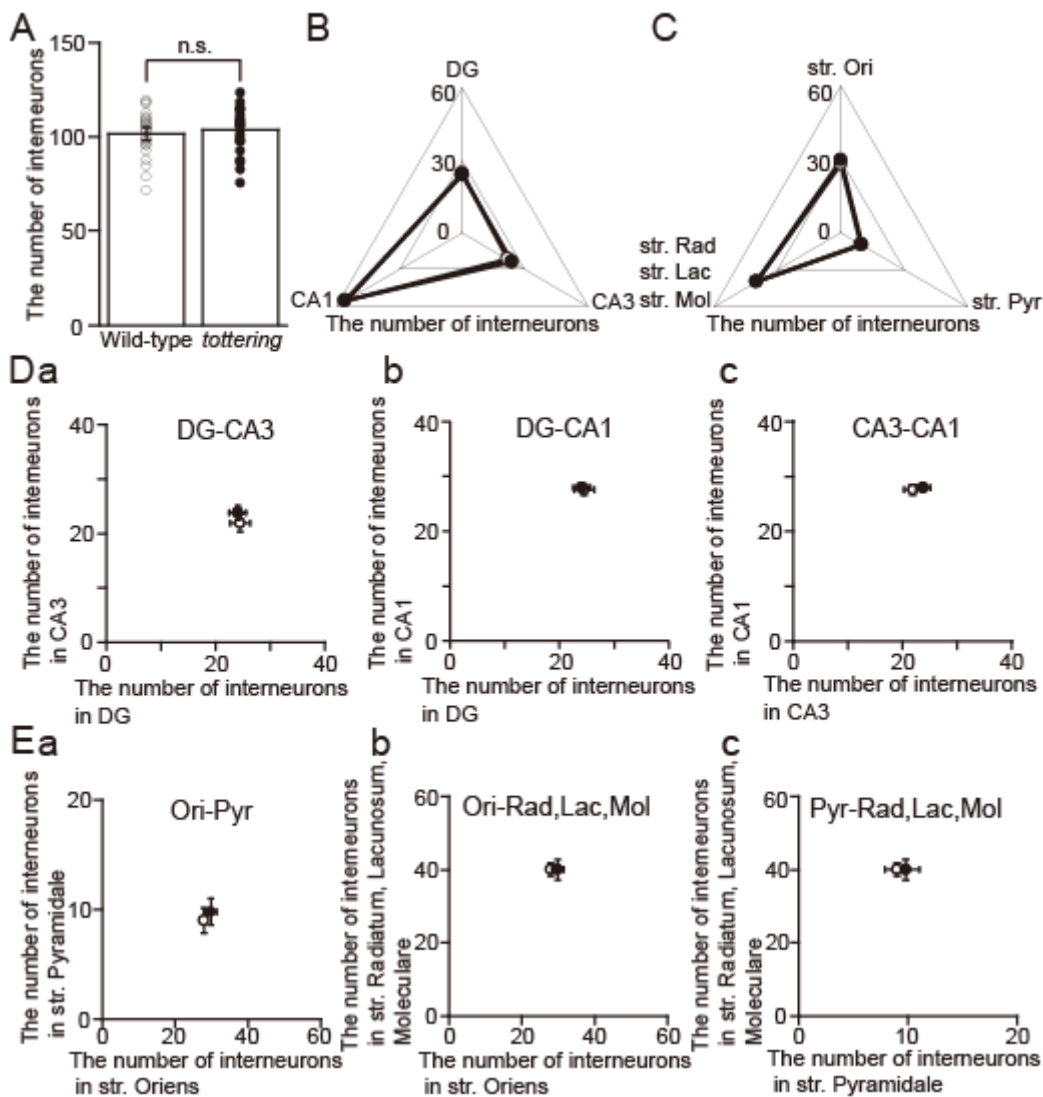 A
The number of interneurons
150
100
50
0
n.s.
Wild-type
tottering
B
DG
60
30
0
CA1
CA3
The number of interneurons
C
str. Ori
60
30
0
str. Rad
str. Lac
str. Mol
str. Pyr
The number of interneurons
Da
The number of interneurons
in CA3
DG-CA3
40
20
0
0
20
40
The number of interneurons
in DG
b
The number of interneurons
in CA1
DG-CA1
40
20
0
0
20
40
The number of interneurons
in DG
c
The number of interneurons
in CA1
CA3-CA1
40
20
0
0
20
40
The number of interneurons
in CA3
Ea
The number of interneurons
in str. Pyramidale
Ori-Pyr
20
10
0
0
20
40
60
The number of interneurons
in str. Oriens
b
The number of interneurons
in str. Radiatum, Lacunosum,
Moleculare
Ori-Rad,Lac,Mol
60
40
20
0
0
20
40
60
The number of interneurons
in str. Oriens
c
The number of interneurons
in str. Radiatum, Lacunosum,
Moleculare
Pyr-Rad,Lac,Mol
60
40
20
0
0
10
20
The number of interneurons
in str. Pyramidale